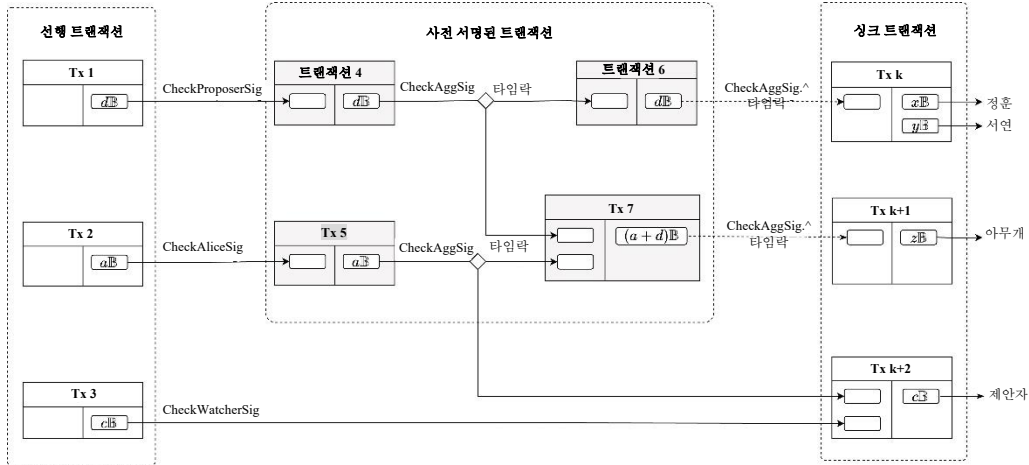 선행 트랜잭션
사전 서명된 트랜잭션
싱크 트랜잭션
Tx 1
d𝔹
CheckProposerSig
트랜잭션 4
d𝔹
CheckAggSig
타임락
트랜잭션 6
d𝔹
CheckAggSig.^
타임락
Tx k
x𝔹
y𝔹
정훈
서연
Tx 2
a𝔹
CheckAliceSig
Tx 5
a𝔹
CheckAggSig
타임락
Tx 7
(a + d)𝔹
CheckAggSig.^
타임락
Tx k+1
z𝔹
아무개
Tx 3
c𝔹
CheckWatcherSig
Tx k+2
c𝔹
제안자